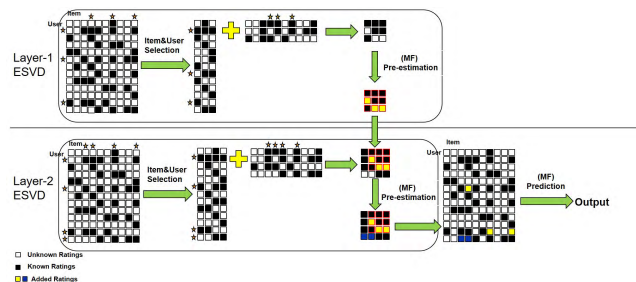 Item
User
Layer-1
ESVD
Item&User
Selection
(MF)
Pre-estimation
Item
User
Layer-2
ESVD
Item&User
Selection
(MF)
Pre-estimation
Item
User
(MF)
Prediction
Output
Unknown Ratings
Known Ratings
Added Ratings